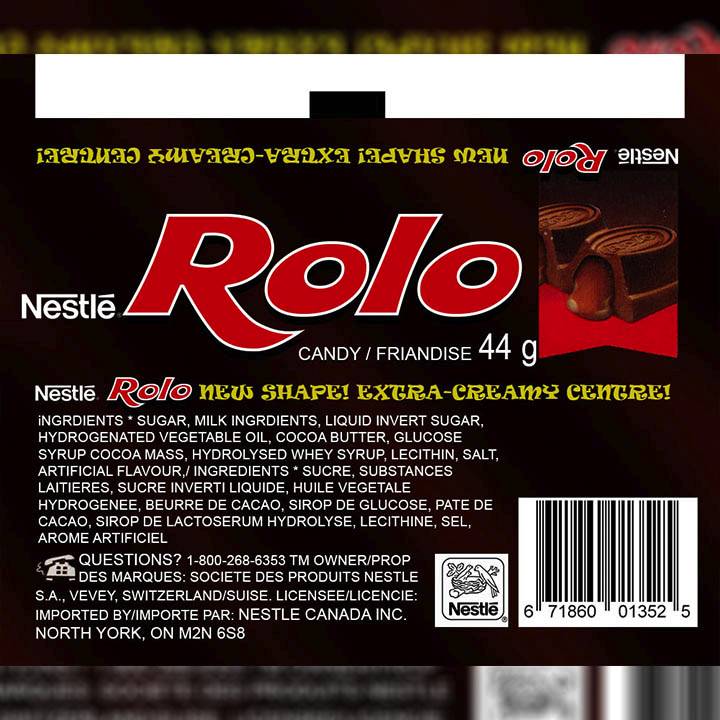 NEW SHAPE! EXTRA-CREAMY CENTRE!
Rolo
Nestlé
Nestlé
Rolo
CANDY / FRIANDISE 44 g
Nestlé Rolo NEW SHAPE! EXTRA-CREAMY CENTRE!
iNGRDIENTS * SUGAR, MILK INGRDIENTS, LIQUID INVERT SUGAR,
HYDROGENATED VEGETABLE OIL, COCOA BUTTER, GLUCOSE
SYRUP COCOA MASS, HYDROLYSED WHEY SYRUP, LECITHIN, SALT,
ARTIFICIAL FLAVOUR,/ INGREDIENTS * SUCRE, SUBSTANCES
LAITIERES, SUCRE INVERTI LIQUIDE, HUILE VEGETALE
HYDROGENEE, BEURRE DE CACAO, SIROP DE GLUCOSE, PATE DE
CACAO, SIROP DE LACTOSERUM HYDROLYSE, LECITHINE, SEL,
AROME ARTIFICIEL
QUESTIONS? 1-800-268-6353 TM OWNER/PROP
DES MARQUES: SOCIETE DES PRODUITS NESTLE
S.A., VEVEY, SWITZERLAND/SUISE. LICENSEE/LICENCIE:
IMPORTED BY/IMPORTE PAR: NESTLE CANADA INC.
NORTH YORK, ON M2N 6S8
Nestlé
6 71860 01352 5